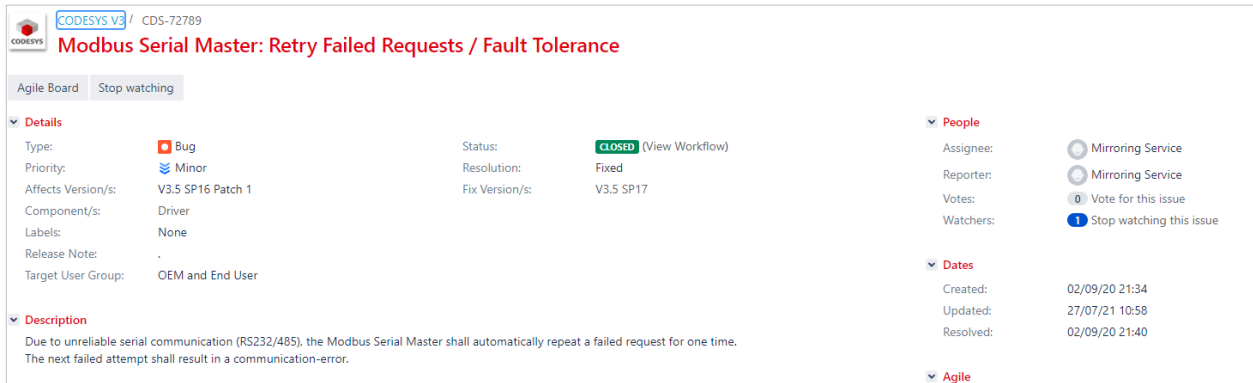 CODESYS
CODESYS V3 / CDS-72789
Modbus Serial Master: Retry Failed Requests / Fault Tolerance
Agile Board Stop watching
Details
Type: Bug
Priority: Minor
Affects Version/s: V3.5 SP16 Patch 1
Component/s: Driver
Labels: None
Release Note: .
Target User Group: OEM and End User
Status: CLOSED (View Workflow)
Resolution: Fixed
Fix Version/s: V3.5 SP17
Description
Due to unreliable serial communication (RS232/485), the Modbus Serial Master shall automatically repeat a failed request for one time.
The next failed attempt shall result in a communication-error.
People
Assignee: Mirroring Service
Reporter: Mirroring Service
Votes: 0 Vote for this issue
Watchers: 1 Stop watching this issue
Dates
Created: 02/09/20 21:34
Updated: 27/07/21 10:58
Resolved: 02/09/20 21:40
Agile